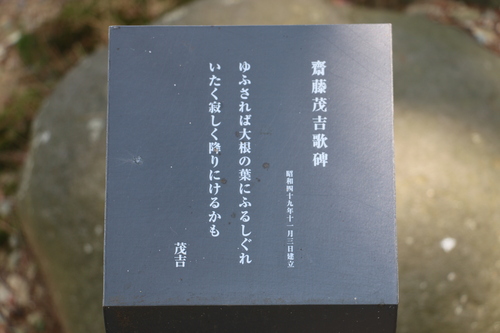 齋藤茂吉歌碑
昭和四十九年十一月三日建立
ゆふされば大根の葉にふるしぐれ
いたく寂しく降りにけるかも
茂吉